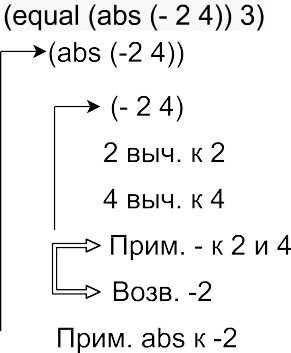 (equal (abs (- 2 4)) 3)
(abs (-2 4))
(- 2 4)
2 выч. к 2
4 выч. к 4
Прим. - к 2 и 4
Возв. -2
Прим. abs к -2